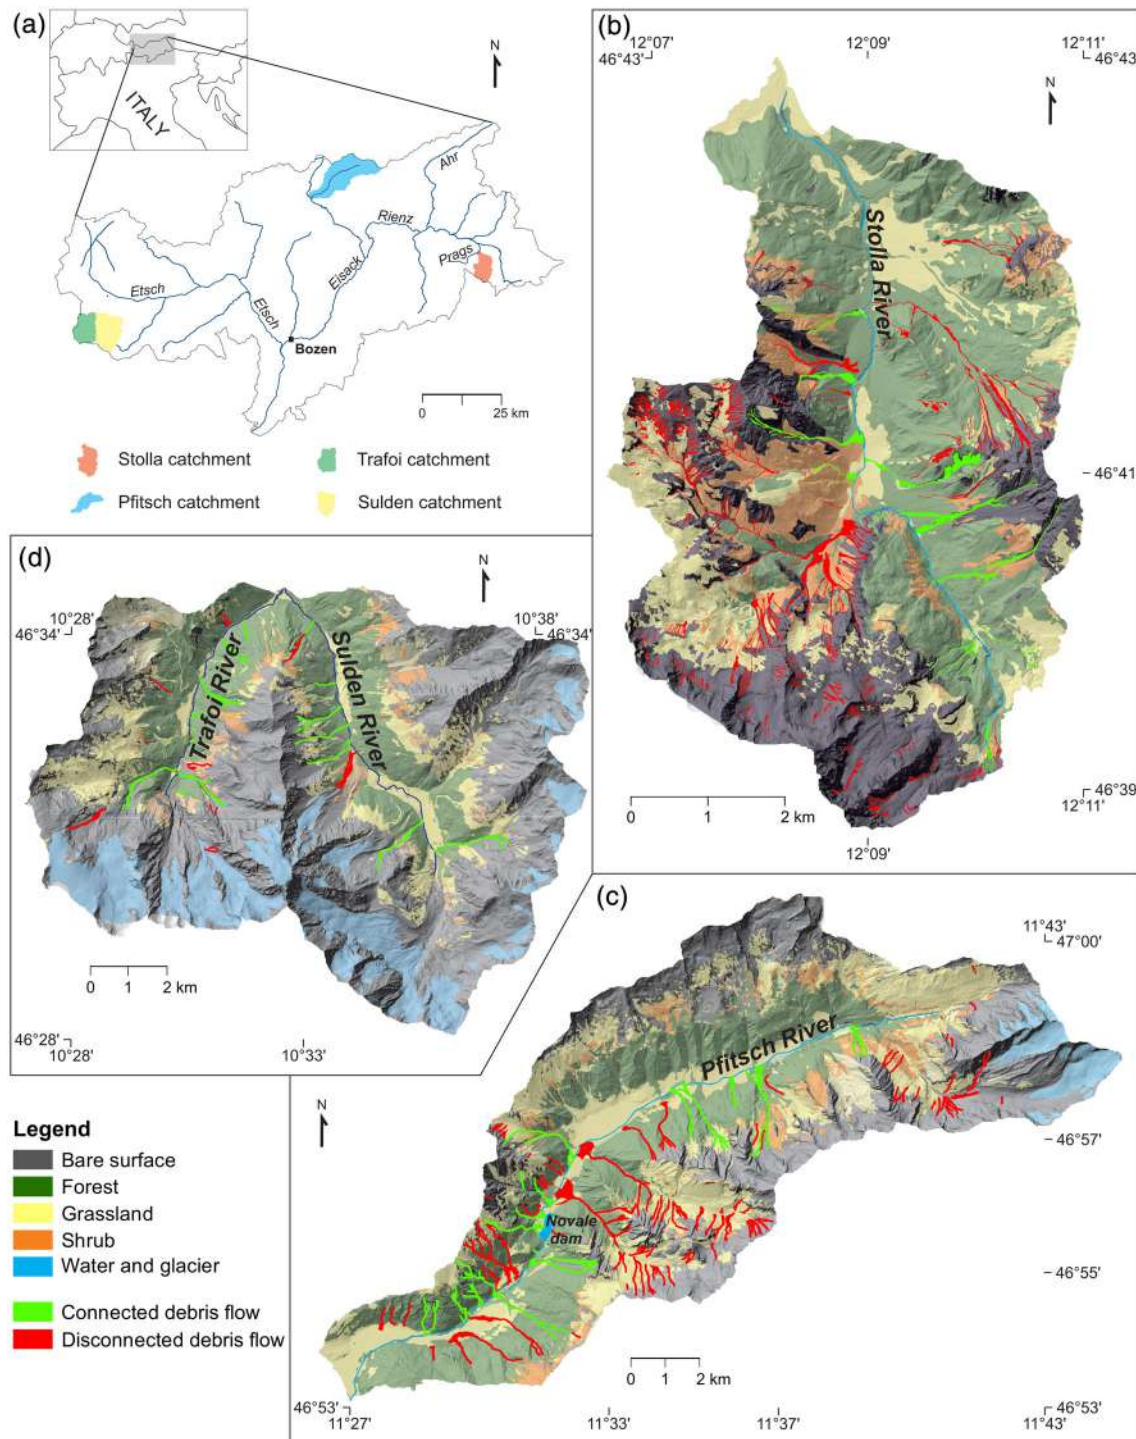 (a)
N
ITALY
Ahr
Rienz
Prags
Eisack
Etsch
Etsch
Bozen
0 25 km
Stolla catchment
Trafoi catchment
Pfitsch catchment
Sulden catchment
(b)
12°07' 12°09' 12°11'
46°43' 46°43'
N
Stolla River
46°41'
46°39'
12°11'
12°09'
0 1 2 km
(d)
N
10°28' 10°38'
46°34' 46°34'
Trafoi River
Sulden River
0 1 2 km
46°28'
10°28' 10°33'
(c)
11°43'
47°00'
Pfitsch River
N
46°57'
Novale
dam
46°55'
0 1 2 km
46°53' 46°53'
11°27' 11°33' 11°37' 11°43'
Legend
Bare surface
Forest
Grassland
Shrub
Water and glacier
Connected debris flow
Disconnected debris flow